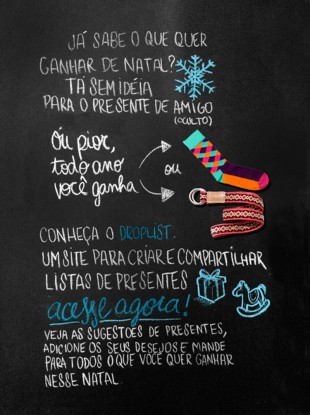 JÁ SABE O QUE QUER
GANHAR DE NATAL?
TÁ SEM IDÉIA
PARA O PRESENTE DE AMIGO
(OCULTO)
Ou pior,
todo ano
você ganha
ou
CONHEÇA O DROPLIST.
UM SITE PARA CRIAR E COMPARTILHAR
LISTAS DE PRESENTES
acesse agora!
VEJA AS SUGESTÕES DE PRESENTES,
ADICIONE OS SEUS DESEJOS E MANDE
PARA TODOS O QUE VOCÊ QUER GANHAR
NESSE NATAL.